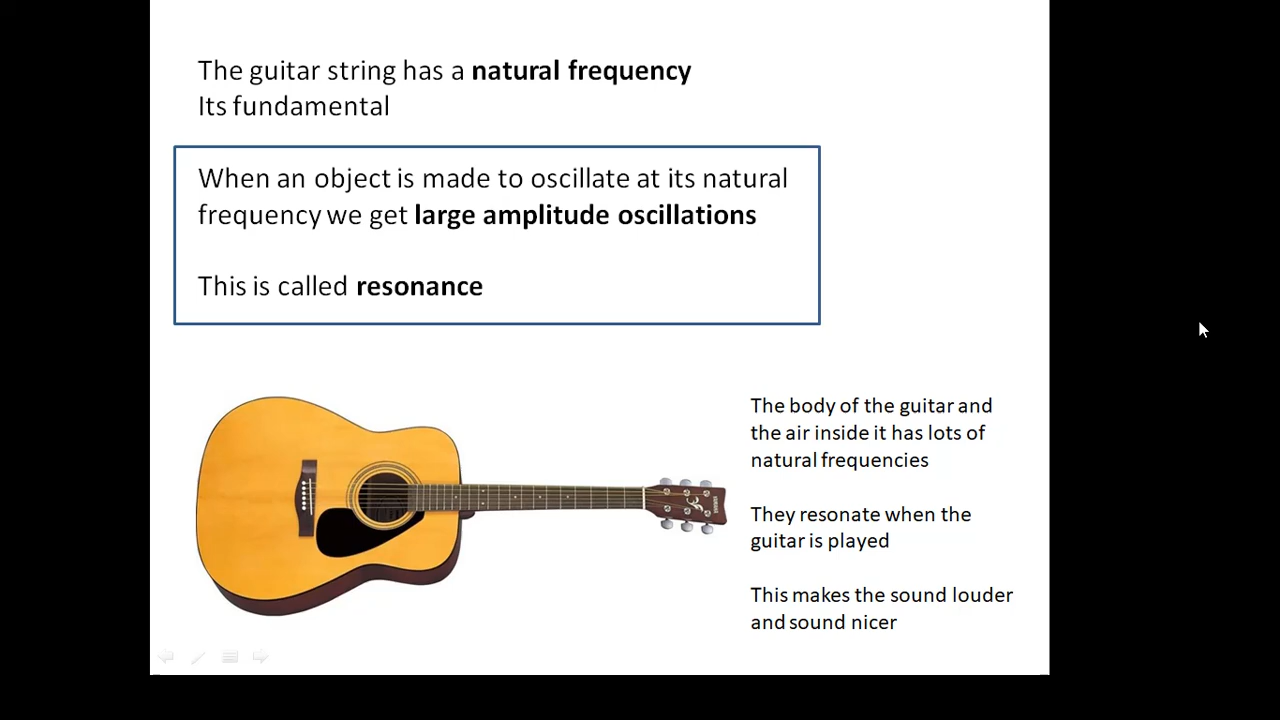 The guitar string has a natural frequency
Its fundamental
When an object is made to oscillate at its natural
frequency we get large amplitude oscillations
This is called resonance
The body of the guitar and
the air inside it has lots of
natural frequencies
They resonate when the
guitar is played
This makes the sound louder
and sound nicer